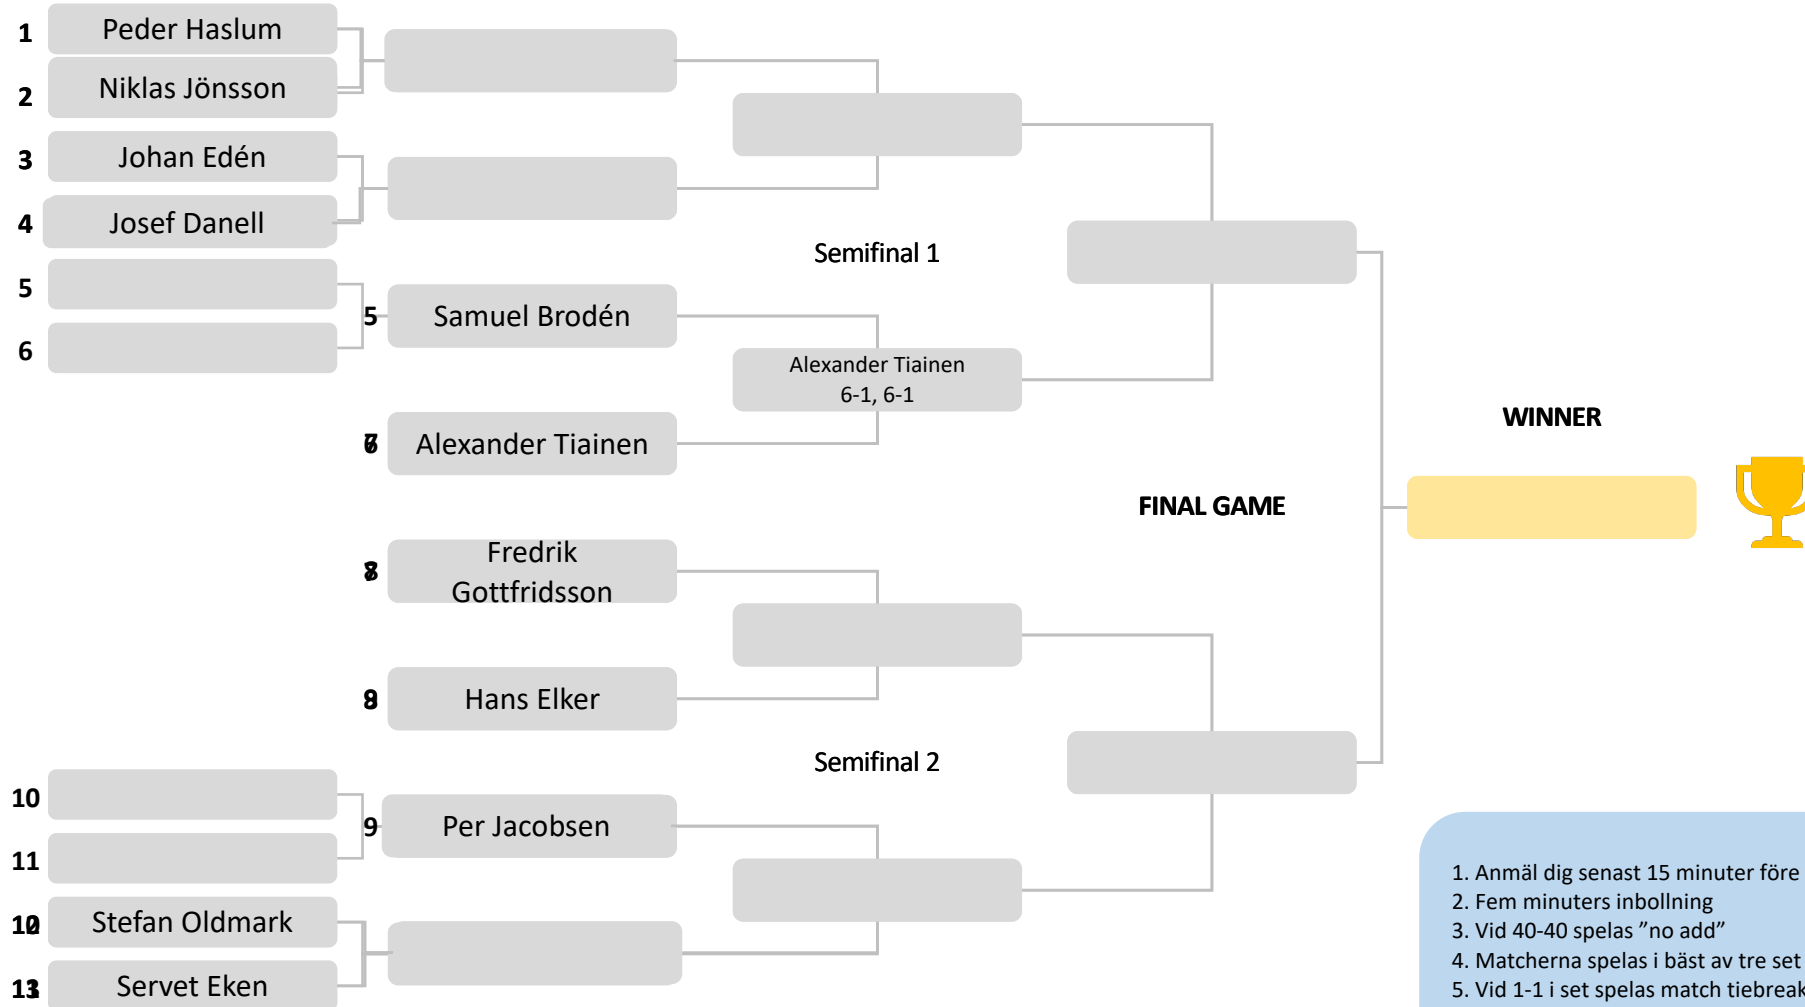 1
Peder Haslum
2
Niklas Jönsson
3
Johan Edén
4
Josef Danell
Semifinal 1
5
5
Samuel Brodén
6
Alexander Tiainen
6-1, 6-1
WINNER
Alexander Tiainen
FINAL GAME
Fredrik
Gottfridsson
Hans Elker
Semifinal 2
10
9
Per Jacobsen
11
Stefan Oldmark
Servet Eken
1. Anmäl dig senast 15 minuter före
2. Fem minuters inbollning
3. Vid 40-40 spelas ”no add”
4. Matcherna spelas i bäst av tre set
5. Vid 1-1 i set spelas match tiebreak